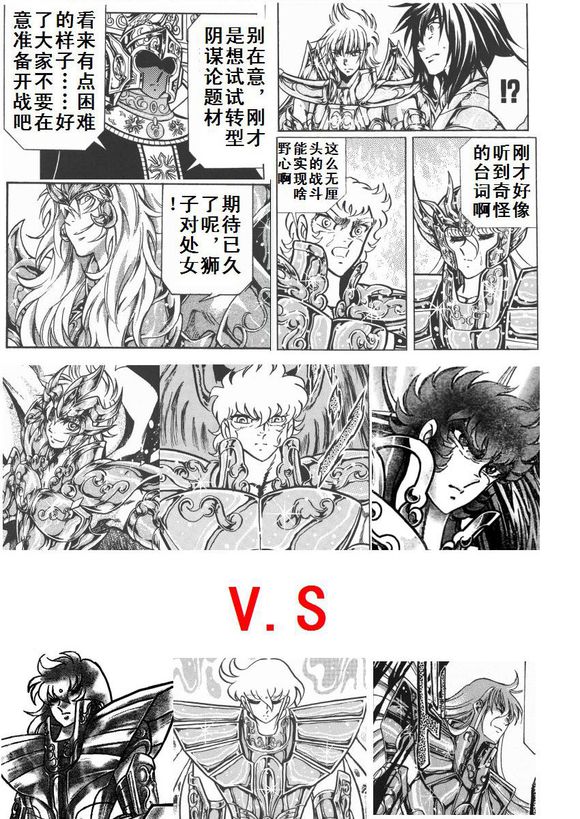 !?
别在意，刚才
是想试试转型
阴谋论题材
看来有点困难
的样子……好
了大家不要在
意准备开战吧
刚才好像
听到奇怪
的台词啊
这么无厘
头的战斗
能实现啥
野心啊
期待已久
了呢，狮
子对处女
！
V.S